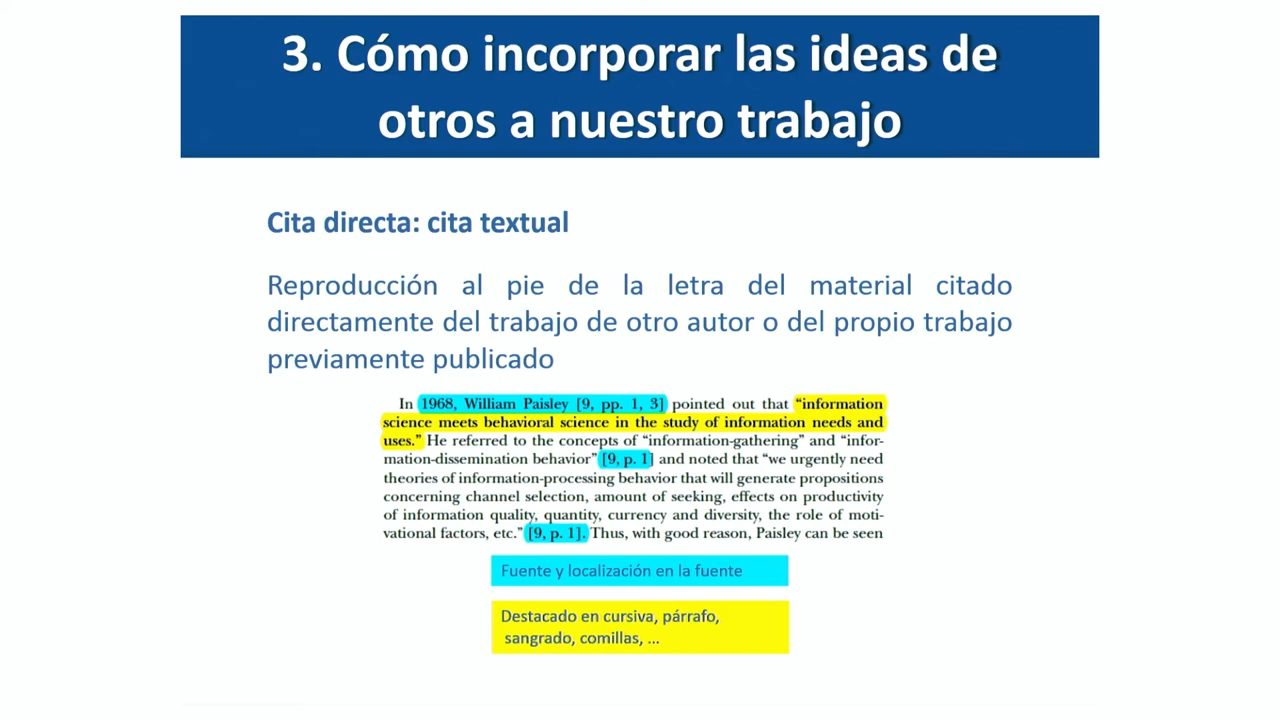 3. Cómo incorporar las ideas de
otros a nuestro trabajo
Cita directa: cita textual
Reproducción al pie de la letra del material citado
directamente del trabajo de otro autor o del propio trabajo
previamente publicado
In 1968, William Paisley [9, pp. 1, 3] pointed out that “information
science meets behavioral science in the study of information needs and
uses.” He referred to the concepts of “information-gathering” and “infor-
mation-dissemination behavior” [9, p. 1] and noted that “we urgently need
theories of information-processing behavior that will generate propositions
concerning channel selection, amount of seeking, effects on productivity
of information quality, quantity, currency and diversity, the role of moti-
vational factors, etc.” [9, p. 1]. Thus, with good reason, Paisley can be seen
Fuente y localización en la fuente
Destacado en cursiva, párrafo,
sangrado, comillas, ...